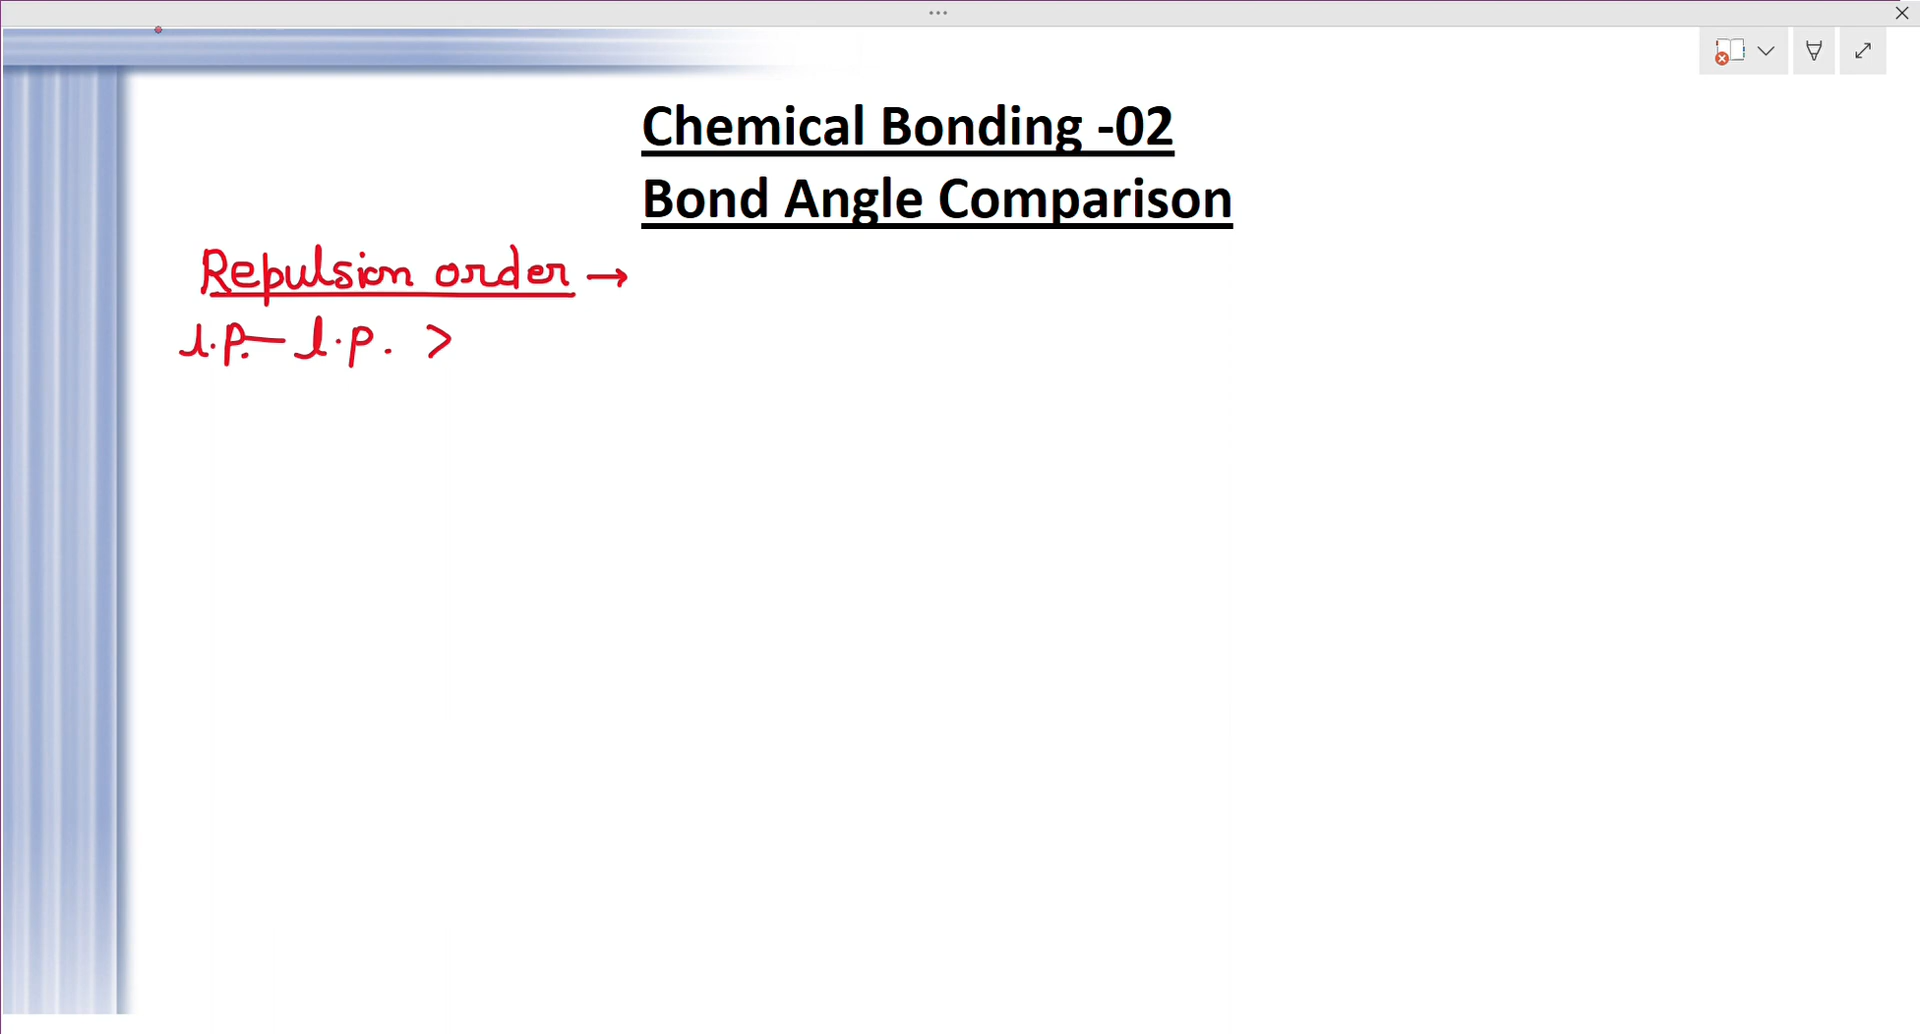 Chemical Bonding -02
Bond Angle Comparison
Repulsion order →
l.p.— l.p. >